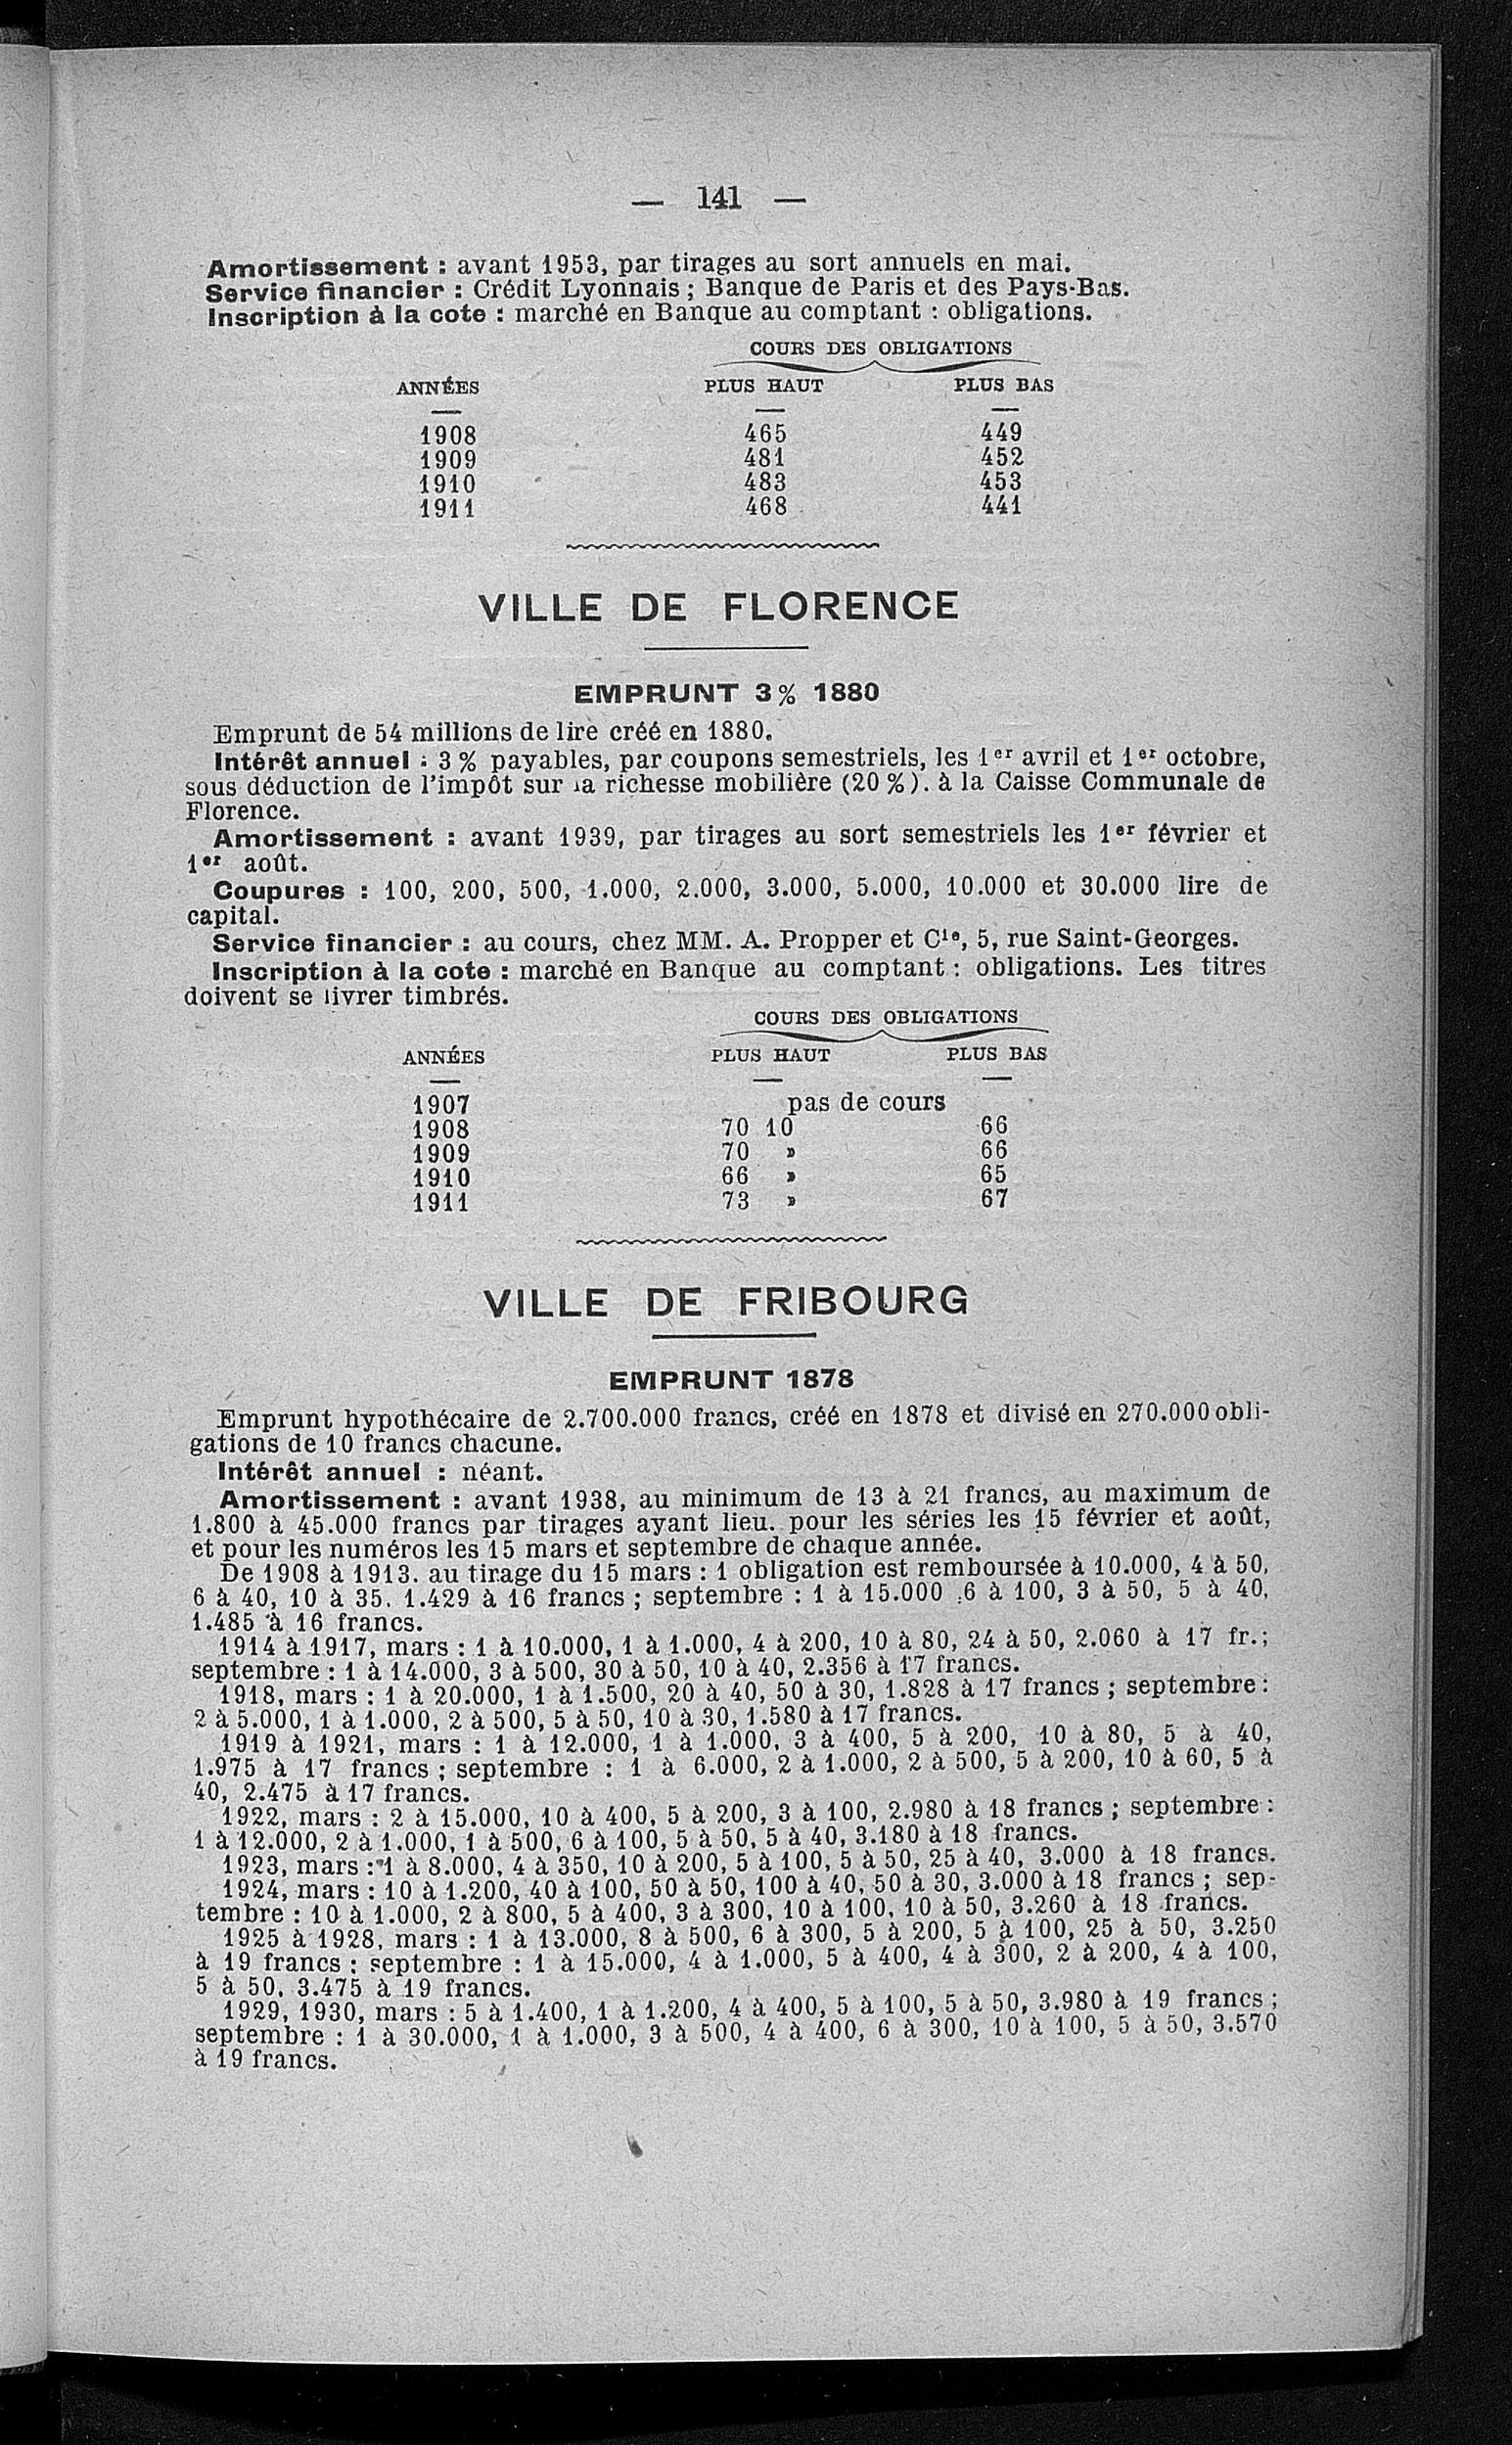 — 141 —
Amortissement : avant 1953, par tirages au sort annuels en mai.
Service financier : Crédit Lyonnais ; Banque de Paris et des Pays-Bas.
Inscription à la cote : marché en Banque au comptant : obligations.
COURS DES OBLIGATIONS
ANNÉES PLUS HAUT PLUS BAS
1908 465 449
1909 481 452
1910 483 453
1911 468 441
VILLE DE FLORENCE
EMPRUNT 3% 1880
Emprunt de 54 millions de lire créé en 1880.
Intérêt annuel : 3 % payables, par coupons semestriels, les 1er avril et 1er octobre,
sous déduction de l'impôt sur la richesse mobilière (20 %). à la Caisse Communale de
Florence.
Amortissement : avant 1939, par tirages au sort semestriels les 1er février et
1er août.
Coupures : 100, 200, 500, 1.000, 2.000, 3.000, 5.000, 10.000 et 30.000 lire de
capital.
Service financier : au cours, chez MM. A. Propper et Cie, 5, rue Saint-Georges.
Inscription à la cote : marché en Banque au comptant : obligations. Les titres
doivent se livrer timbrés.
COURS DES OBLIGATIONS
ANNÉES PLUS HAUT PLUS BAS
1907 pas de cours
1908 70 10 66
1909 70 » 66
1910 66 » 65
1911 73 » 67
VILLE DE FRIBOURG
EMPRUNT 1878
Emprunt hypothécaire de 2.700.000 francs, créé en 1878 et divisé en 270.000 obli-
gations de 10 francs chacune.
Intérêt annuel : néant.
Amortissement : avant 1938, au minimum de 13 à 21 francs, au maximum de
1.800 à 45.000 francs par tirages ayant lieu. pour les séries les 15 février et août,
et pour les numéros les 15 mars et septembre de chaque année.
De 1908 à 1913. au tirage du 15 mars : 1 obligation est remboursée à 10.000, 4 à 50,
6 à 40, 10 à 35. 1.429 à 16 francs ; septembre : 1 à 15.000 6 à 100, 3 à 50, 5 à 40,
1.485 à 16 francs.
1914 à 1917, mars : 1 à 10.000, 1 à 1.000, 4 à 200, 10 à 80, 24 à 50, 2.060 à 17 fr.;
septembre : 1 à 14.000, 3 à 500, 30 à 50, 10 à 40, 2.356 à 17 francs.
1918, mars : 1 à 20.000, 1 à 1.500, 20 à 40, 50 à 30, 1.828 à 17 francs ; septembre :
2 à 5.000, 1 à 1.000, 2 à 500, 5 à 50, 10 à 30, 1.580 à 17 francs.
1919 à 1921, mars : 1 à 12.000, 1 à 1.000, 3 à 400, 5 à 200, 10 à 80, 5 à 40,
1.975 à 17 francs ; septembre : 1 à 6.000, 2 à 1.000, 2 à 500, 5 à 200, 10 à 60, 5 à
40, 2.475 à 17 francs.
1922, mars : 2 à 15.000, 10 à 400, 5 à 200, 3 à 100, 2.980 à 18 francs ; septembre :
1 à 12.000, 2 à 1.000, 1 à 500, 6 à 100, 5 à 50, 5 à 40, 3.180 à 18 francs.
1923, mars : 1 à 8.000, 4 à 350, 10 à 200, 5 à 100, 5 à 50, 25 à 40, 3.000 à 18 francs.
1924, mars : 10 à 1.200, 40 à 100, 50 à 50, 100 à 40, 50 à 30, 3.000 à 18 francs ; sep-
tembre : 10 à 1.000, 2 à 800, 5 à 400, 3 à 300, 10 à 100, 10 à 50, 3.260 à 18 francs.
1925 à 1928, mars : 1 à 13.000, 8 à 500, 6 à 300, 5 à 200, 5 à 100, 25 à 50, 3.250
à 19 francs ; septembre : 1 à 15.000, 4 à 1.000, 5 à 400, 4 à 300, 2 à 200, 4 à 100,
5 à 50, 3.475 à 19 francs.
1929, 1930, mars : 5 à 1.400, 1 à 1.200, 4 à 400, 5 à 100, 5 à 50, 3.980 à 19 francs ;
septembre : 1 à 30.000, 1 à 1.000, 3 à 500, 4 à 400, 6 à 300, 10 à 100, 5 à 50, 3.570
à 19 francs.